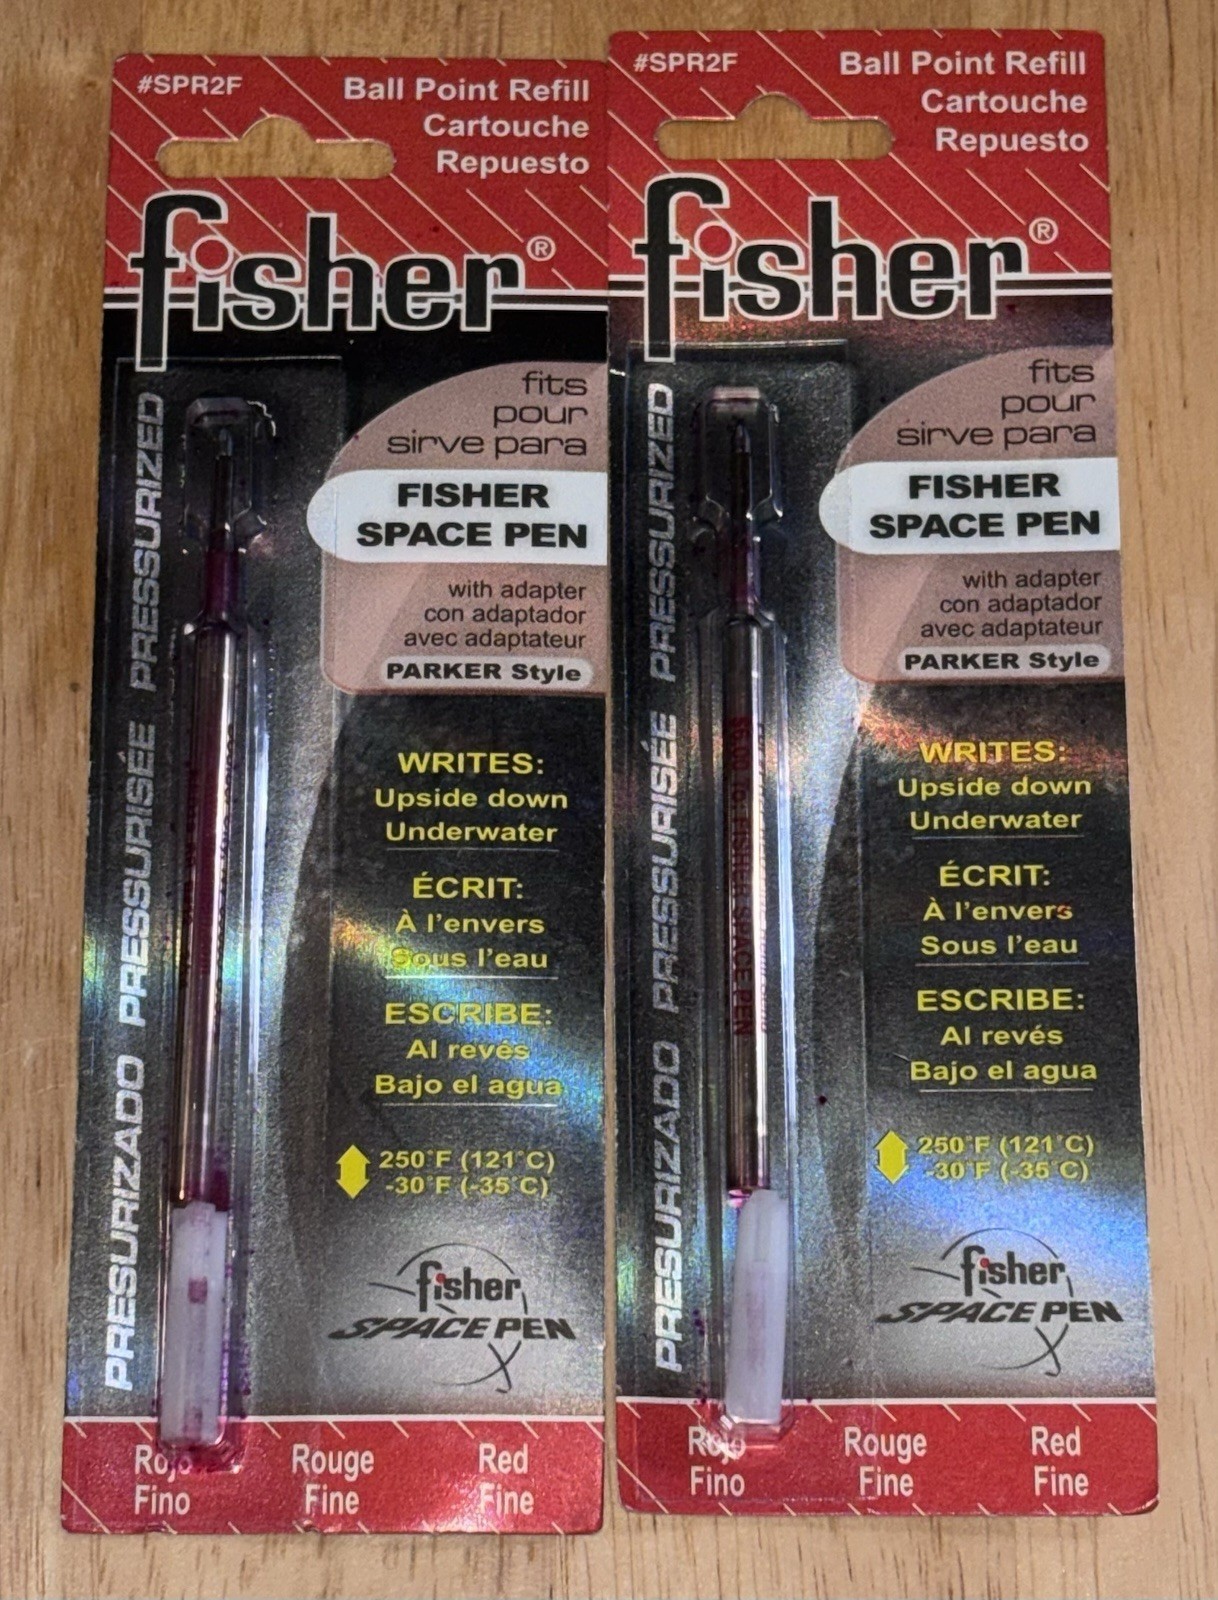 #SPR2F
Ball Point Refill
Cartouche
Repuesto
fisher®
PRESURIZADO PRESSURISÉE PRESSURIZED
fits
pour
sirve para
FISHER
SPACE PEN
with adapter
con adaptador
avec adaptateur
PARKER Style
WRITES:
Upside down
Underwater
ÉCRIT:
À l'envers
Sous l'eau
ESCRIBE:
Al revés
Bajo el agua
250°F (121°C)
-30°F (-35°C)
fisher
SPACE PEN
Rojo Rouge Red
Fino Fine Fine
#SPR2F
Ball Point Refill
Cartouche
Repuesto
fisher®
PRESURIZADO PRESSURISÉE PRESSURIZED
fits
pour
sirve para
FISHER
SPACE PEN
with adapter
con adaptador
avec adaptateur
PARKER Style
FISHER SPACE PEN
WRITES:
Upside down
Underwater
ÉCRIT:
À l'envers
Sous l'eau
ESCRIBE:
Al revés
Bajo el agua
250°F (121°C)
-30°F (-35°C)
fisher
SPACE PEN
Rojo Rouge Red
Fino Fine Fine